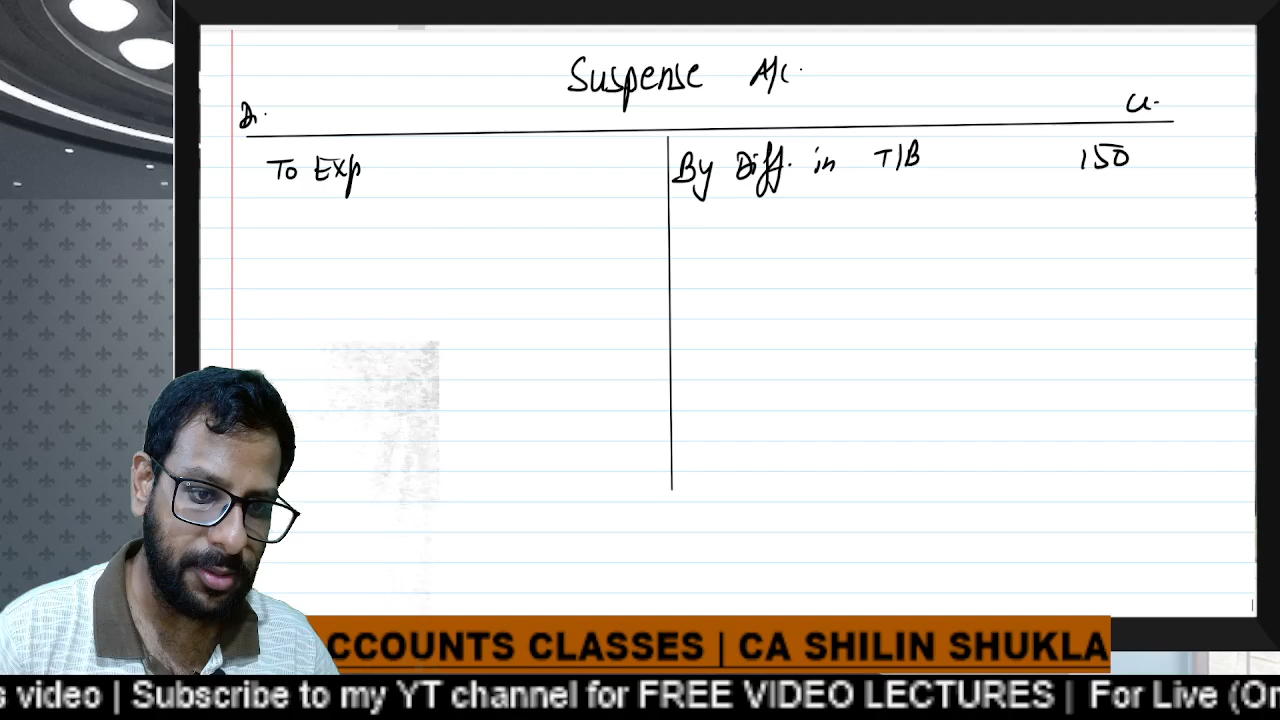 Suspense A/c.
Dr. Cr.
To Exp By Diff. in T/B 150
CCOUNTS CLASSES | CA SHILIN SHUKLA
s video | Subscribe to my YT channel for FREE VIDEO LECTURES | For Live (Or